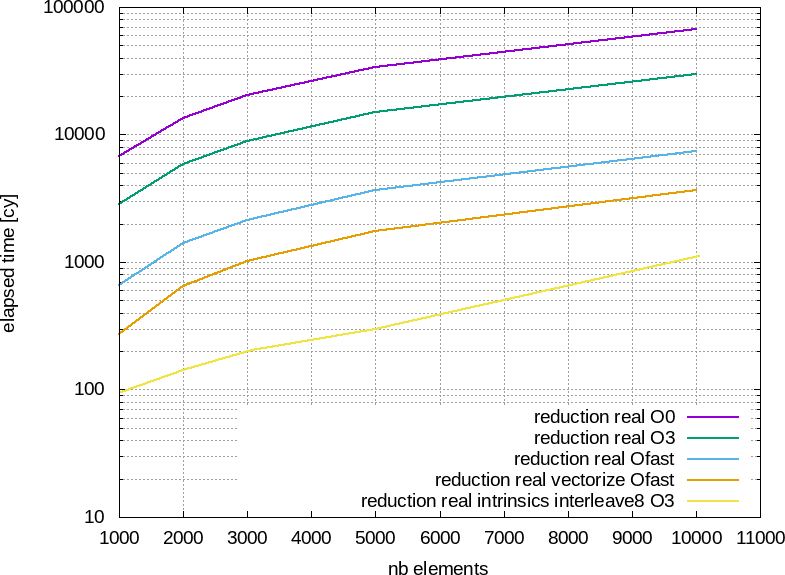 100000
10000
1000
100
10
elapsed time [cy]
reduction real O0
reduction real O3
reduction real Ofast
reduction real vectorize Ofast
reduction real intrinsics interleave8 O3
1000 2000 3000 4000 5000 6000 7000 8000 9000 10000 11000
nb elements